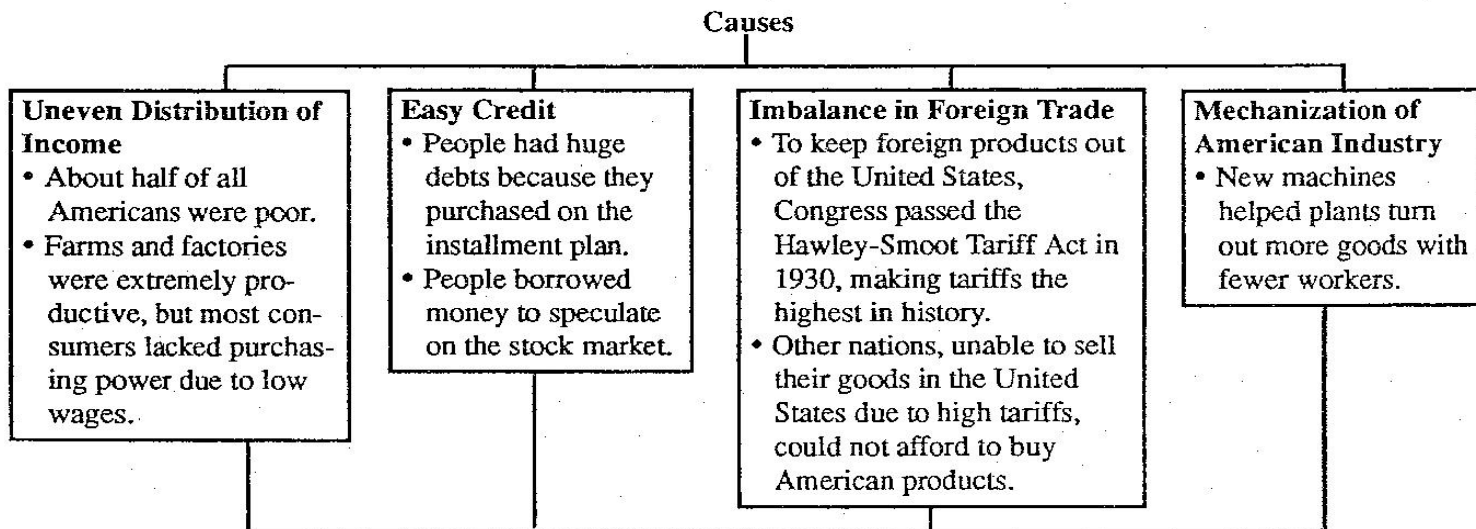 Causes
Uneven Distribution of
Income
• About half of all
Americans were poor.
• Farms and factories
were extremely pro-
ductive, but most con-
sumers lacked purchas-
ing power due to low
wages.
Easy Credit
• People had huge
debts because they
purchased on the
installment plan.
• People borrowed
money to speculate
on the stock market.
Imbalance in Foreign Trade
• To keep foreign products out
of the United States,
Congress passed the
Hawley-Smoot Tariff Act in
1930, making tariffs the
highest in history.
• Other nations, unable to sell
their goods in the United
States due to high tariffs,
could not afford to buy
American products.
Mechanization of
American Industry
• New machines
helped plants turn
out more goods with
fewer workers.